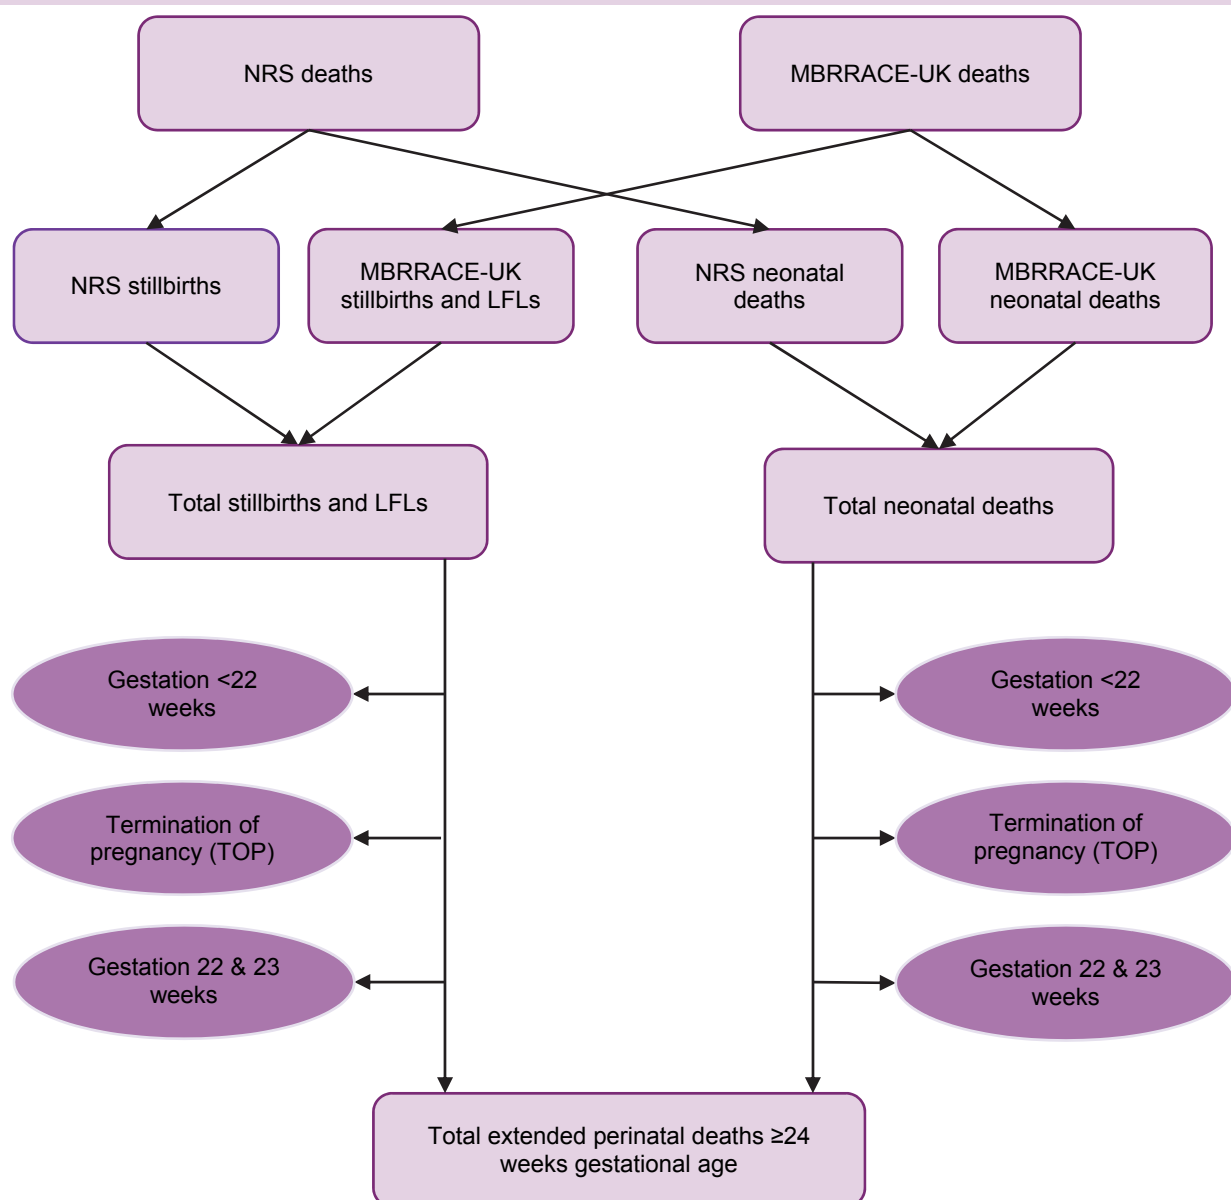 NRS deaths
MBRRACE-UK deaths
NRS stillbirths
MBRRACE-UK
stillbirths and LFLs
NRS neonatal
deaths
MBRRACE-UK
neonatal deaths
Total stillbirths and LFLs
Total neonatal deaths
Gestation <22
weeks
Gestation <22
weeks
Termination of
pregnancy (TOP)
Termination of
pregnancy (TOP)
Gestation 22 & 23
weeks
Gestation 22 & 23
weeks
Total extended perinatal deaths ≥24
weeks gestational age